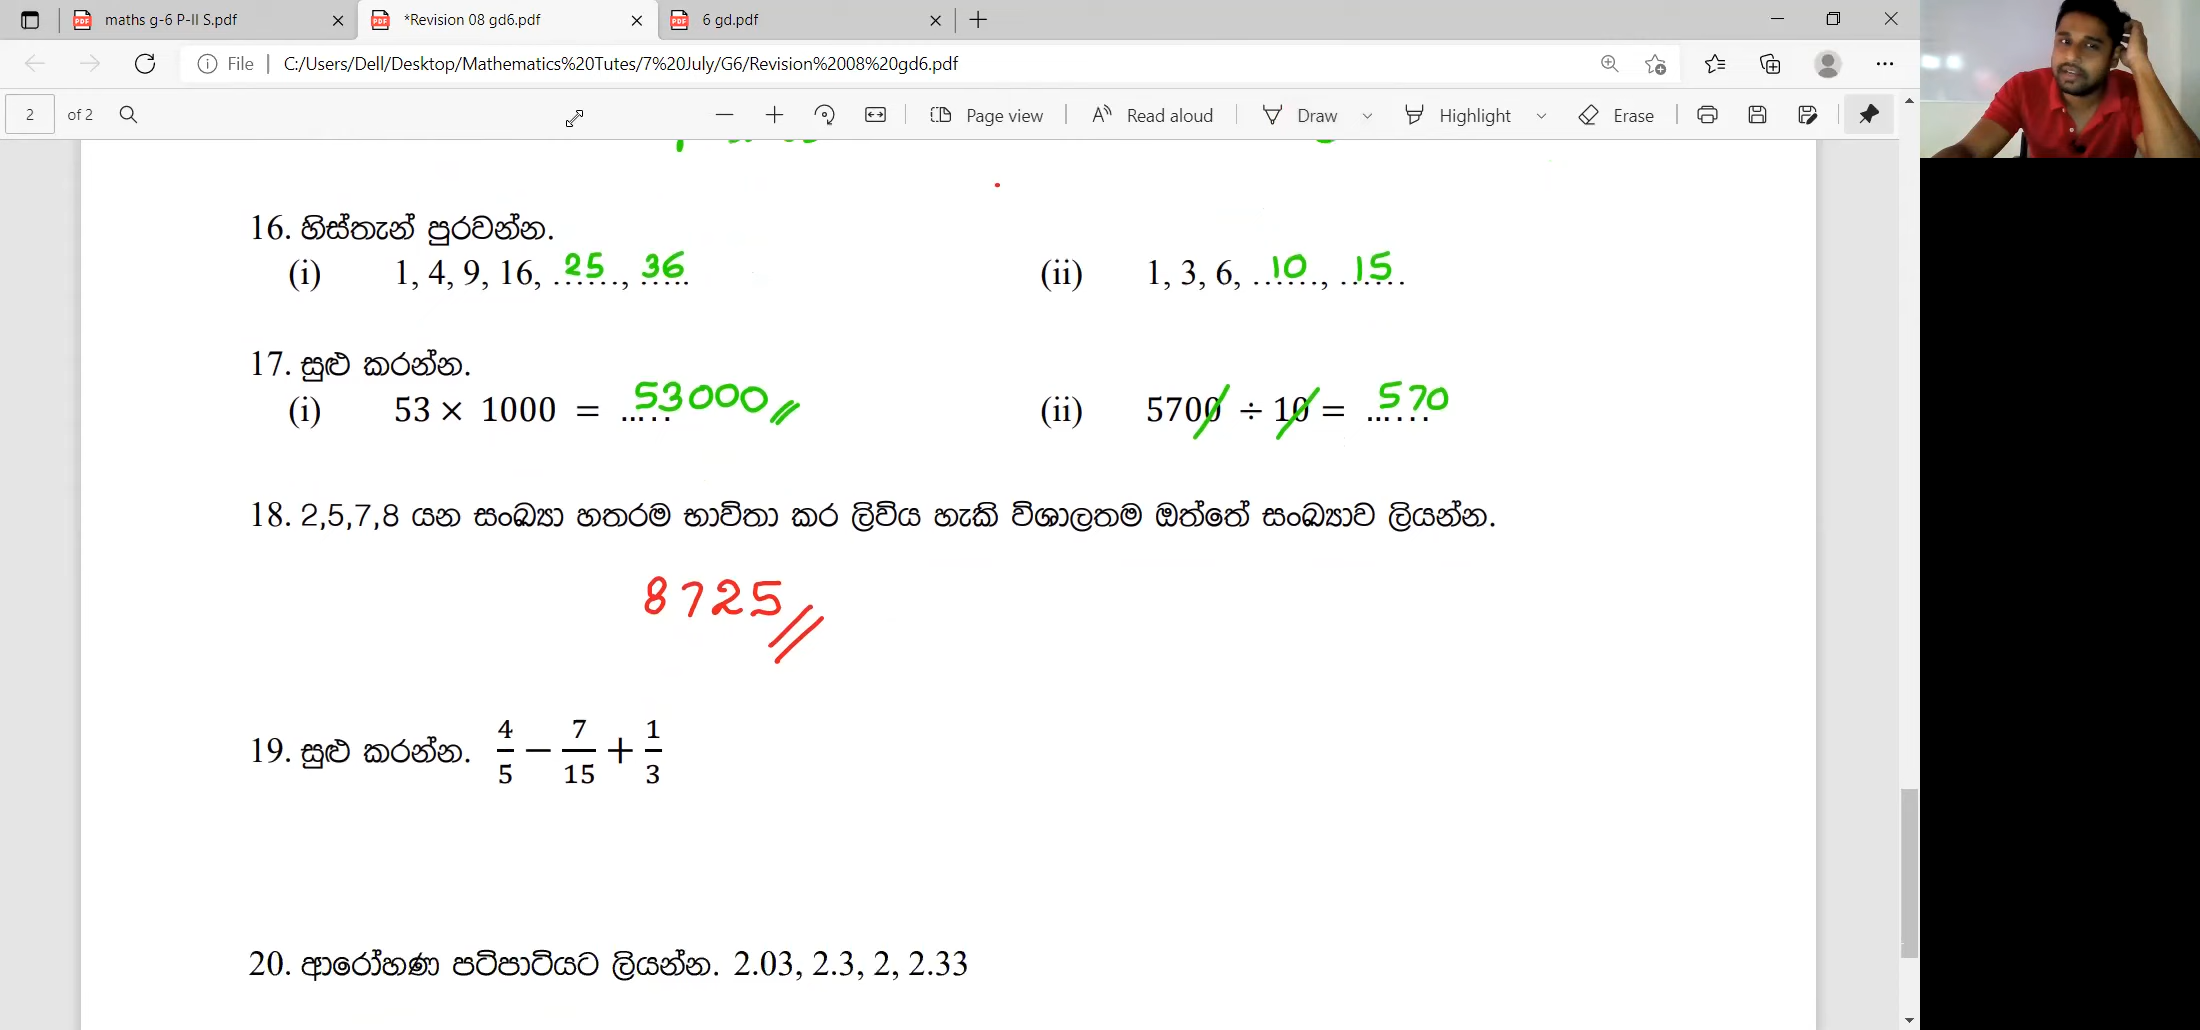 maths g-6 P-II S.pdf
*Revision 08 gd6.pdf
6 gd.pdf
File
C:/Users/Dell/Desktop/Mathematics%20Tutes/7%20July/G6/Revision%2008%20gd6.pdf
2 of 2
Page view
Read aloud
Draw
Highlight
Erase
16. හිස්තැන් පුරවන්න.
(i) 1, 4, 9, 16, ...25..., ..36... (ii) 1, 3, 6, ...10..., ...15...
17. සුළු කරන්න.
(i) 53 × 1000 = 53000 (ii) 5700 ÷ 10 = 570
18. 2,5,7,8 යන සංඛ්‍යා හතරම භාවිතා කර ලිවිය හැකි විශාලතම ඔත්තේ සංඛ්‍යාව ලියන්න.
8725
19. සුළු කරන්න. 4/5 − 7/15 + 1/3
20. ආරෝහණ පටිපාටියට ලියන්න. 2.03, 2.3, 2, 2.33